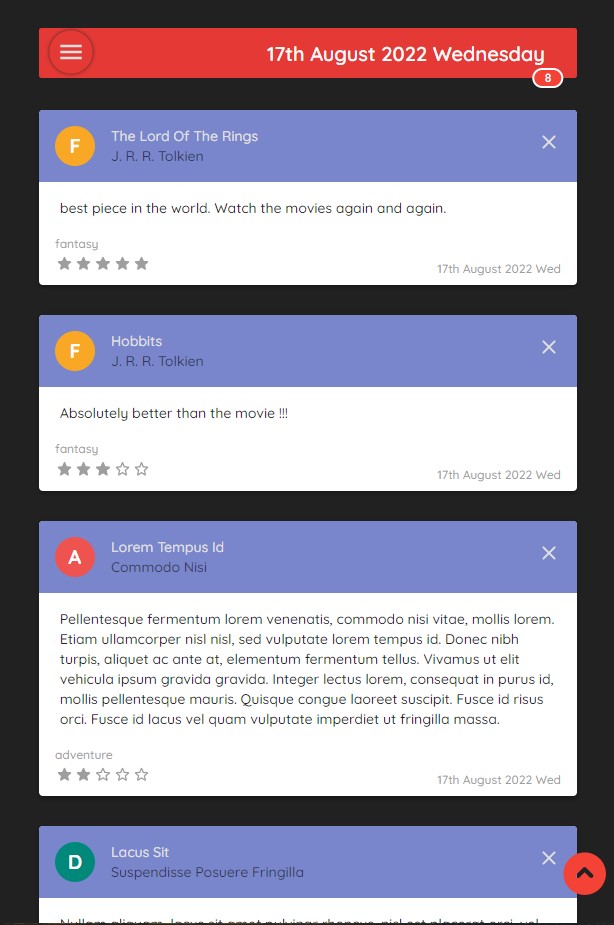 17th August 2022 Wednesday
8
F
The Lord Of The Rings
J. R. R. Tolkien
best piece in the world. Watch the movies again and again.
fantasy
17th August 2022 Wed
F
Hobbits
J. R. R. Tolkien
Absolutely better than the movie !!!
fantasy
17th August 2022 Wed
A
Lorem Tempus Id
Commodo Nisi
Pellentesque fermentum lorem venenatis, commodo nisi vitae, mollis lorem.
Etiam ullamcorper nisl nisl, sed vulputate lorem tempus id. Donec nibh
turpis, aliquet ac ante at, elementum fermentum tellus. Vivamus ut elit
vehicula ipsum gravida gravida. Integer lectus lorem, consequat in purus id,
mollis pellentesque mauris. Quisque congue laoreet suscipit. Fusce id risus
orci. Fusce id lacus vel quam vulputate imperdiet ut fringilla massa.
adventure
17th August 2022 Wed
D
Lacus Sit
Suspendisse Posuere Fringilla